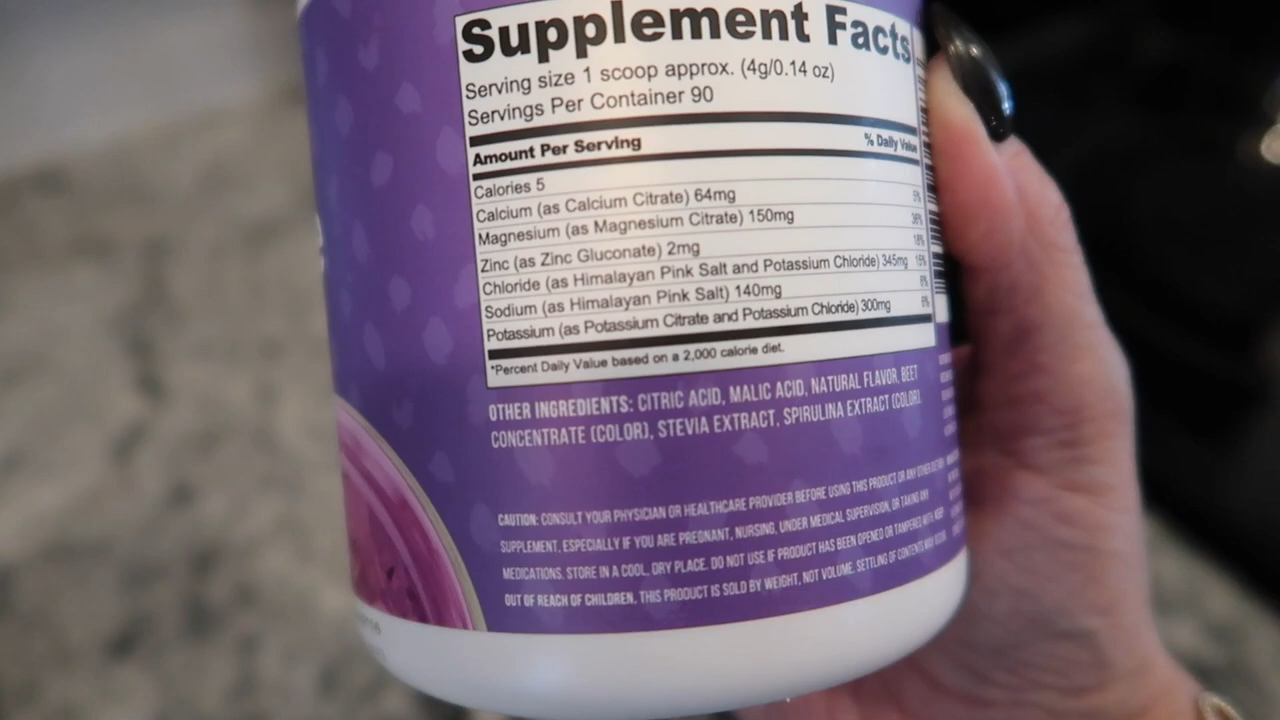 Supplement Facts
Serving size 1 scoop approx. (4g/0.14 oz)
Servings Per Container 90
Amount Per Serving % Daily Value
Calories 5
Calcium (as Calcium Citrate) 64mg 5%
Magnesium (as Magnesium Citrate) 150mg 36%
Zinc (as Zinc Gluconate) 2mg 18%
Chloride (as Himalayan Pink Salt and Potassium Chloride) 345mg 15%
Sodium (as Himalayan Pink Salt) 140mg 6%
Potassium (as Potassium Citrate and Potassium Chloride) 300mg 6%
*Percent Daily Value based on a 2,000 calorie diet.
OTHER INGREDIENTS: CITRIC ACID, MALIC ACID, NATURAL FLAVOR, BEET
CONCENTRATE (COLOR), STEVIA EXTRACT, SPIRULINA EXTRACT (COLOR).
CAUTION: CONSULT YOUR PHYSICIAN OR HEALTHCARE PROVIDER BEFORE USING THIS PRODUCT OR ANY OTHER DIETARY
SUPPLEMENT, ESPECIALLY IF YOU ARE PREGNANT, NURSING, UNDER MEDICAL SUPERVISION, OR TAKING ANY
MEDICATIONS. STORE IN A COOL, DRY PLACE. DO NOT USE IF PRODUCT HAS BEEN OPENED OR TAMPERED WITH. KEEP
OUT OF REACH OF CHILDREN. THIS PRODUCT IS SOLD BY WEIGHT, NOT VOLUME. SETTLING OF CONTENTS MAY OCCUR.